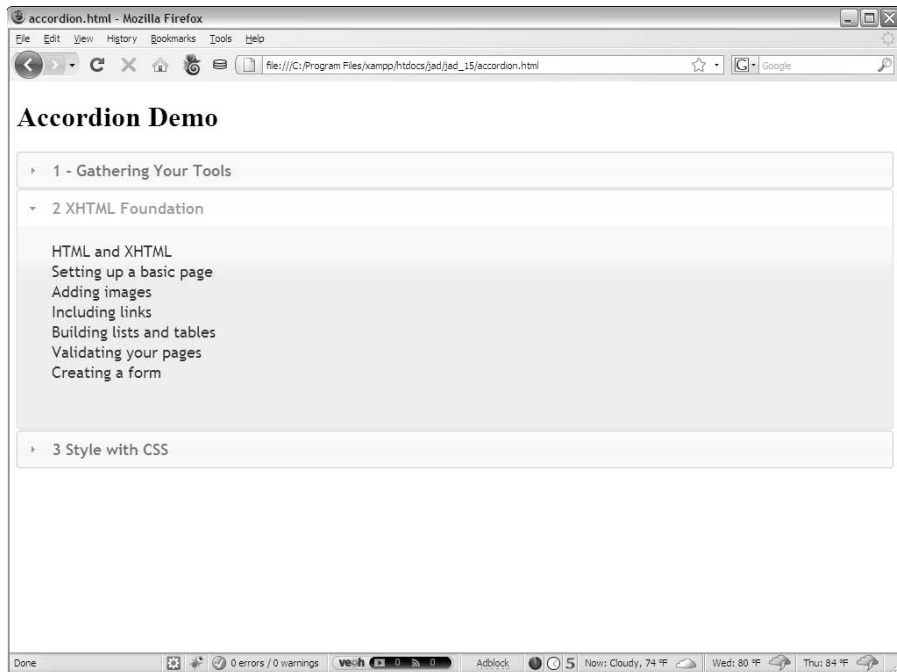 accordion.html - Mozilla Firefox
File Edit View History Bookmarks Tools Help
file:///C:/Program Files/xampp/htdocs/jad/jad_15/accordion.html G Google
Accordion Demo
1 - Gathering Your Tools
2 XHTML Foundation
HTML and XHTML
Setting up a basic page
Adding images
Including links
Building lists and tables
Validating your pages
Creating a form
3 Style with CSS
Done 0 errors / 0 warnings veoh 0 0 Adblock 5 Now: Cloudy, 74 °F Wed: 80 °F Thu: 84 °F